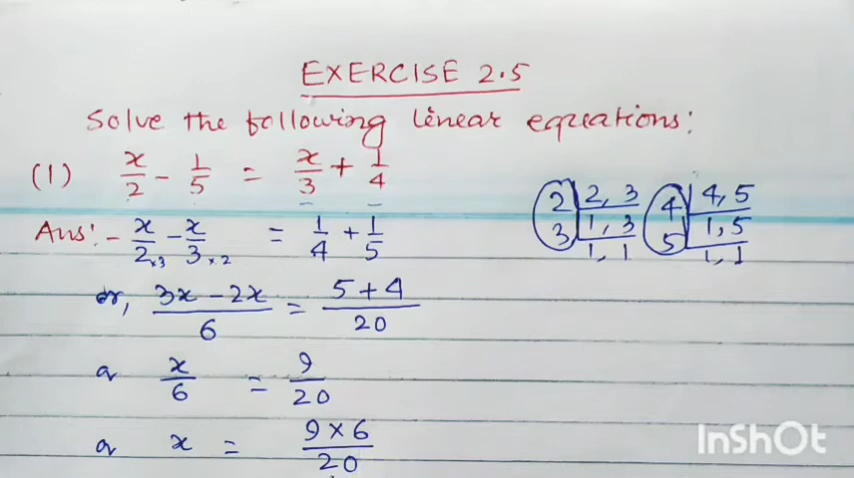 EXERCISE 2.5
Solve the following linear equations:
(1) x/2 - 1/5 = x/3 + 1/4
Ans:- x/2×3 - x/3×2 = 1/4 + 1/5
or, 3x - 2x/6 = 5+4/20
or x/6 = 9/20
or x = 9×6/20
2 | 2, 3
3 | 1, 3
1, 1
4 | 4, 5
5 | 1, 5
1, 1
InShOt